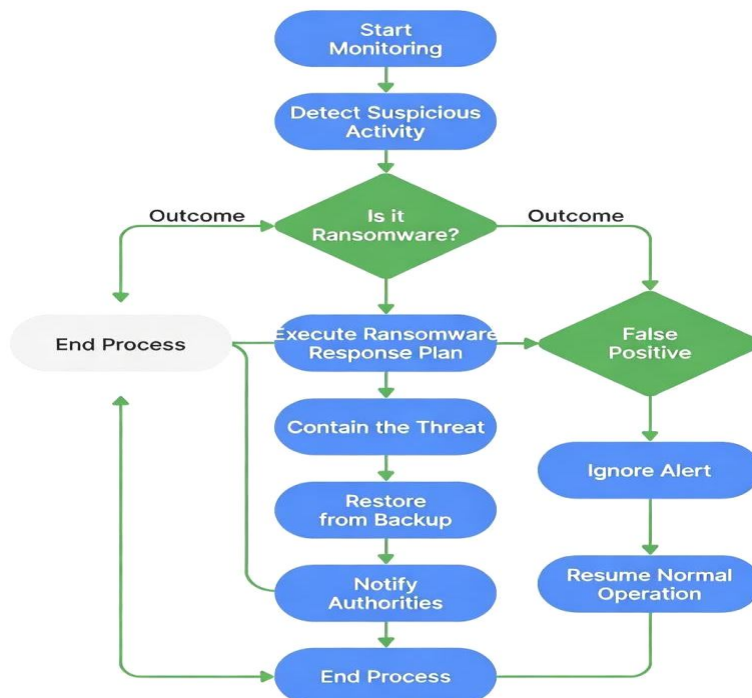 Start
Monitoring
Detect Suspicious
Activity
Outcome
Is it
Ransomware?
Outcome
End Process
Execute Ransomware
Response Plan
False
Positive
Contain the Threat
Ignore Alert
Restore
from Backup
Notify
Authorities
Resume Normal
Operation
End Process